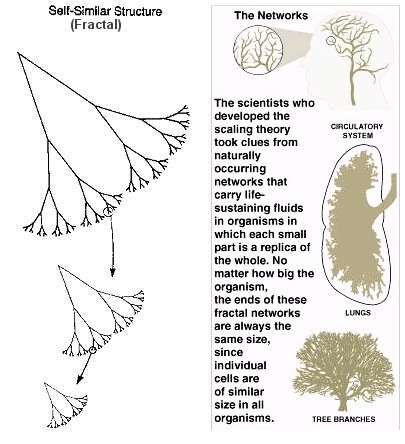 Self-Similar Structure
(Fractal)
The Networks
The scientists who
developed the
scaling theory
took clues from
naturally
occurring
networks that
carry life-
sustaining fluids
in organisms in
which each small
part is a replica of
the whole. No
matter how big the
organism,
the ends of these
fractal networks
are always the
same size,
since
individual
cells are
of similar
size in all
organisms.
CIRCULATORY
SYSTEM
LUNGS
TREE BRANCHES